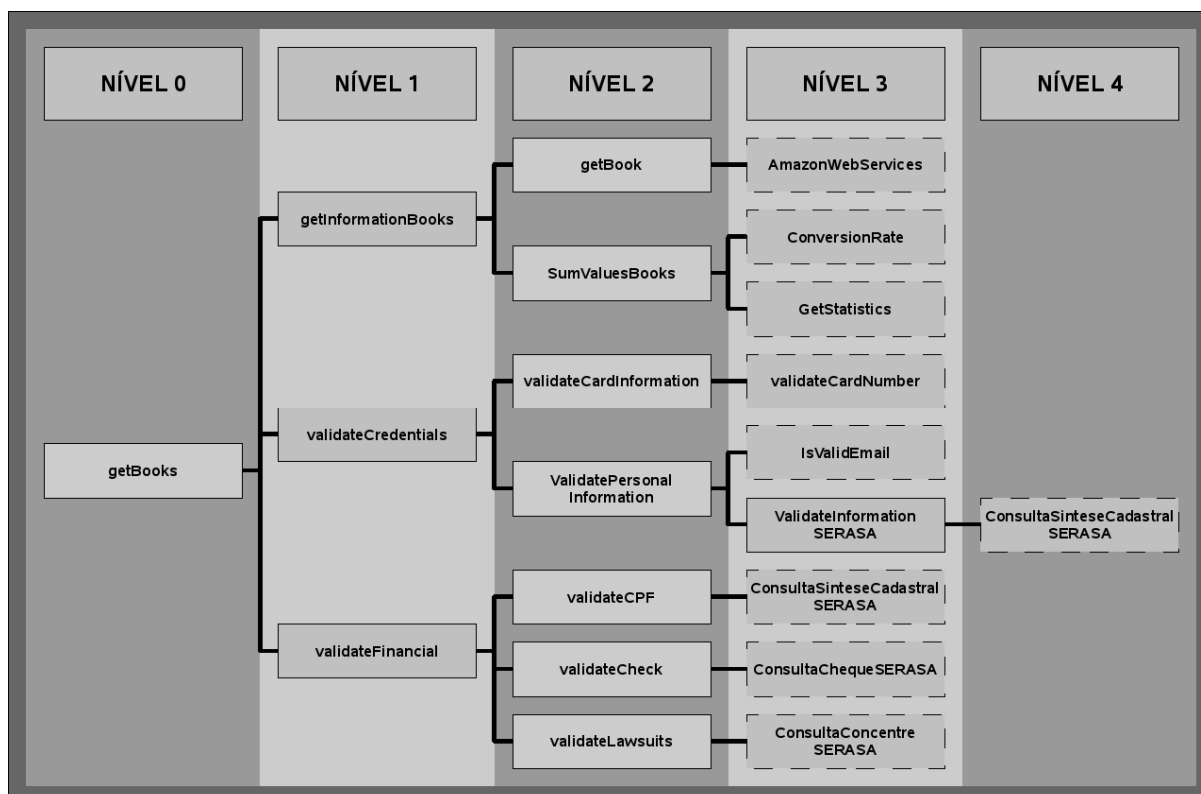 NÍVEL 0
NÍVEL 1
NÍVEL 2
NÍVEL 3
NÍVEL 4
getBook
AmazonWebServices
getInformationBooks
ConversionRate
SumValuesBooks
GetStatistics
validateCardInformation
validateCardNumber
validateCredentials
IsValidEmail
getBooks
ValidatePersonal
Information
ValidateInformation
SERASA
ConsultaSinteseCadastral
SERASA
validateCPF
ConsultaSinteseCadastral
SERASA
validateFinancial
validateCheck
ConsultaChequeSERASA
validateLawsuits
ConsultaConcentre
SERASA